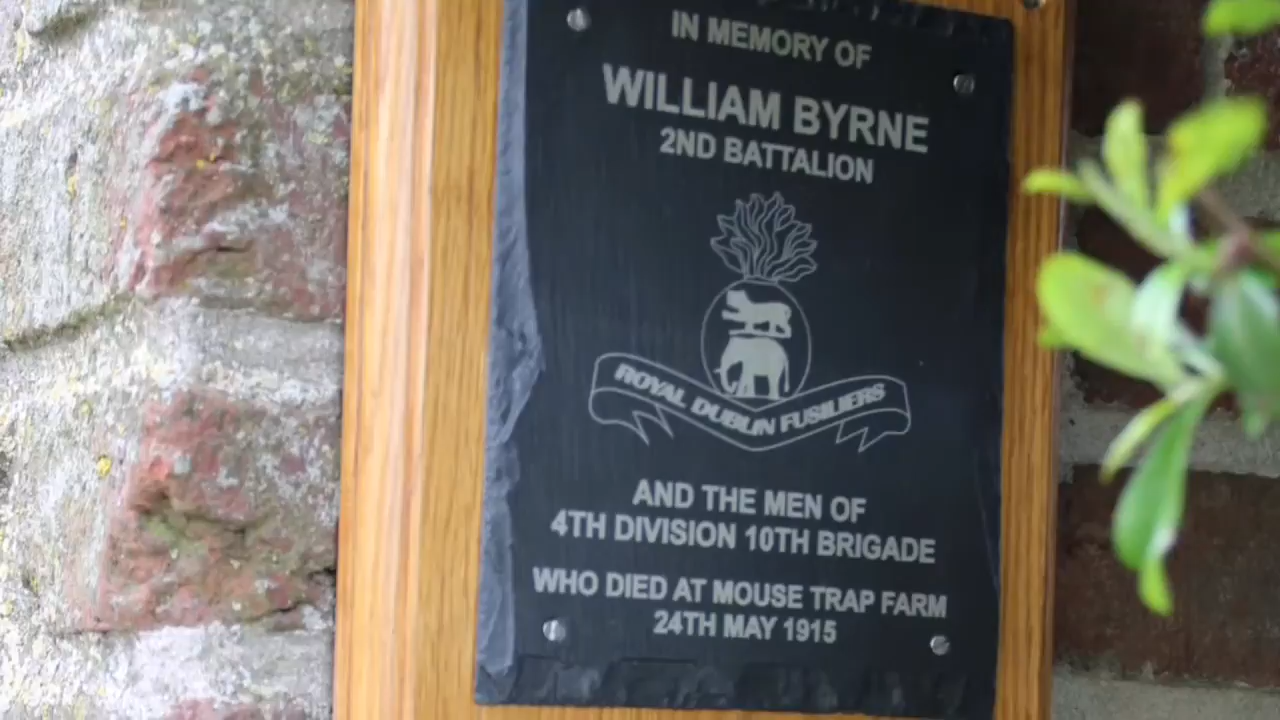 IN MEMORY OF
WILLIAM BYRNE
2ND BATTALION
ROYAL DUBLIN FUSILIERS
AND THE MEN OF
4TH DIVISION 10TH BRIGADE
WHO DIED AT MOUSE TRAP FARM
24TH MAY 1915